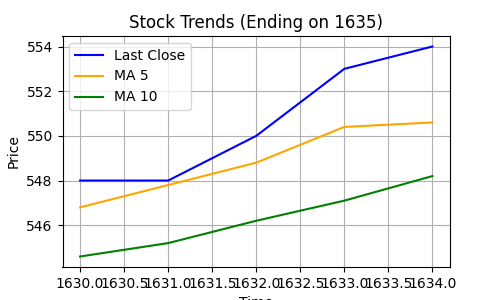 Stock Trends (Ending on 1635)
Last Close
MA 5
MA 10
Price
554
552
550
548
546
1630.0 1630.5 1631.0 1631.5 1632.0 1632.5 1633.0 1633.5 1634.0
Time